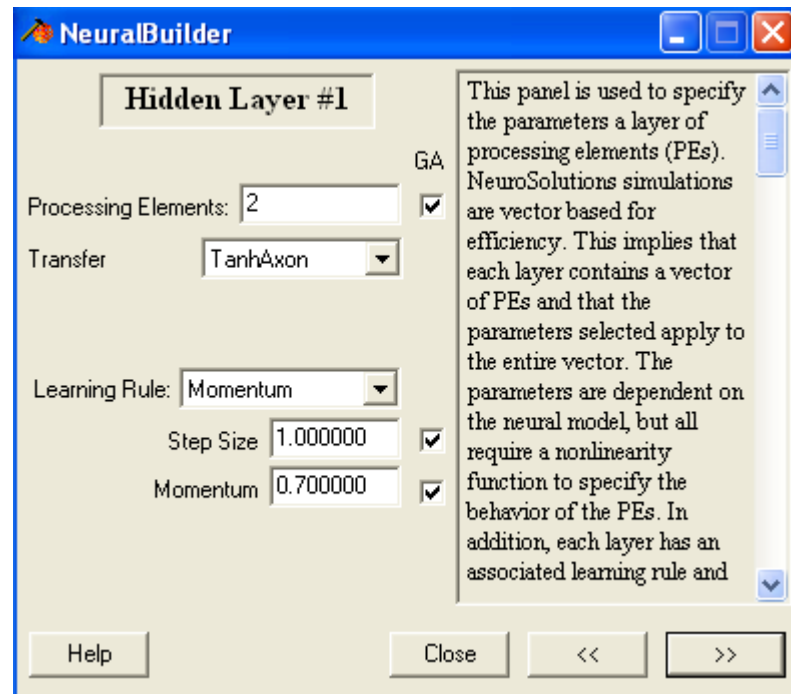 NeuralBuilder
Hidden Layer #1
GA
Processing Elements: 2
Transfer TanhAxon
Learning Rule: Momentum
Step Size 1.000000
Momentum 0.700000
This panel is used to specify
the parameters a layer of
processing elements (PEs).
NeuroSolutions simulations
are vector based for
efficiency. This implies that
each layer contains a vector
of PEs and that the
parameters selected apply to
the entire vector. The
parameters are dependent on
the neural model, but all
require a nonlinearity
function to specify the
behavior of the PEs. In
addition, each layer has an
associated learning rule and
Help Close << >>